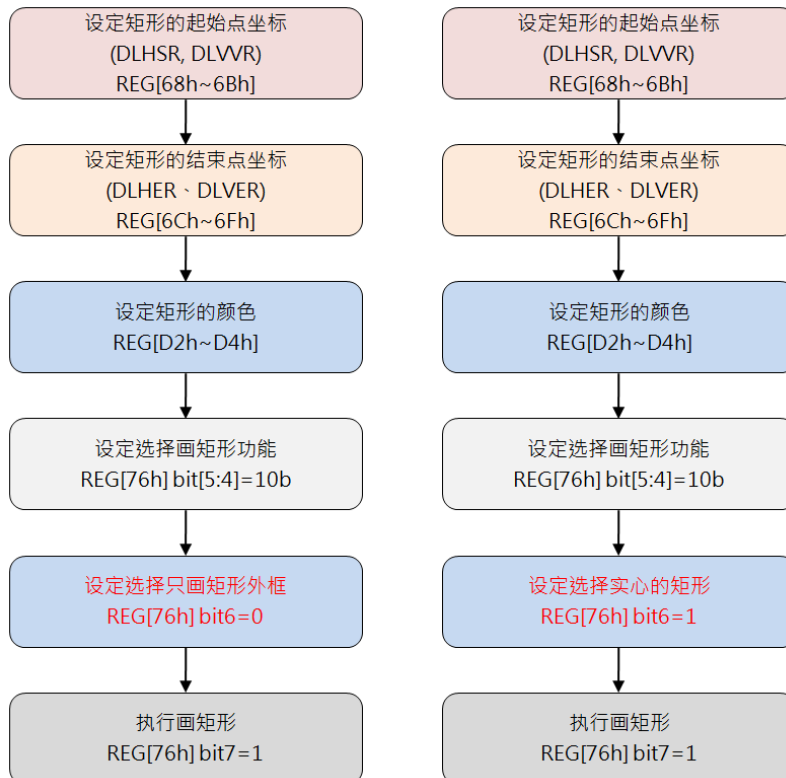 设定矩形的起始点坐标
(DLHSR, DLVVR)
REG[68h~6Bh]
设定矩形的结束点坐标
(DLHER、DLVER)
REG[6Ch~6Fh]
设定矩形的颜色
REG[D2h~D4h]
设定选择画矩形功能
REG[76h] bit[5:4]=10b
设定选择只画矩形外框
REG[76h] bit6=0
执行画矩形
REG[76h] bit7=1
设定矩形的起始点坐标
(DLHSR, DLVVR)
REG[68h~6Bh]
设定矩形的结束点坐标
(DLHER、DLVER)
REG[6Ch~6Fh]
设定矩形的颜色
REG[D2h~D4h]
设定选择画矩形功能
REG[76h] bit[5:4]=10b
设定选择实心的矩形
REG[76h] bit6=1
执行画矩形
REG[76h] bit7=1